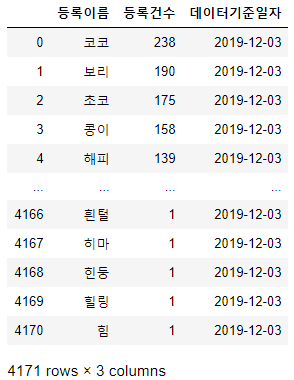 등록이름 등록건수 데이터기준일자
0 코코 238 2019-12-03
1 보리 190 2019-12-03
2 초코 175 2019-12-03
3 콩이 158 2019-12-03
4 해피 139 2019-12-03
... ... ... ...
4166 흰털 1 2019-12-03
4167 히마 1 2019-12-03
4168 힌둥 1 2019-12-03
4169 힐링 1 2019-12-03
4170 힘 1 2019-12-03
4171 rows × 3 columns